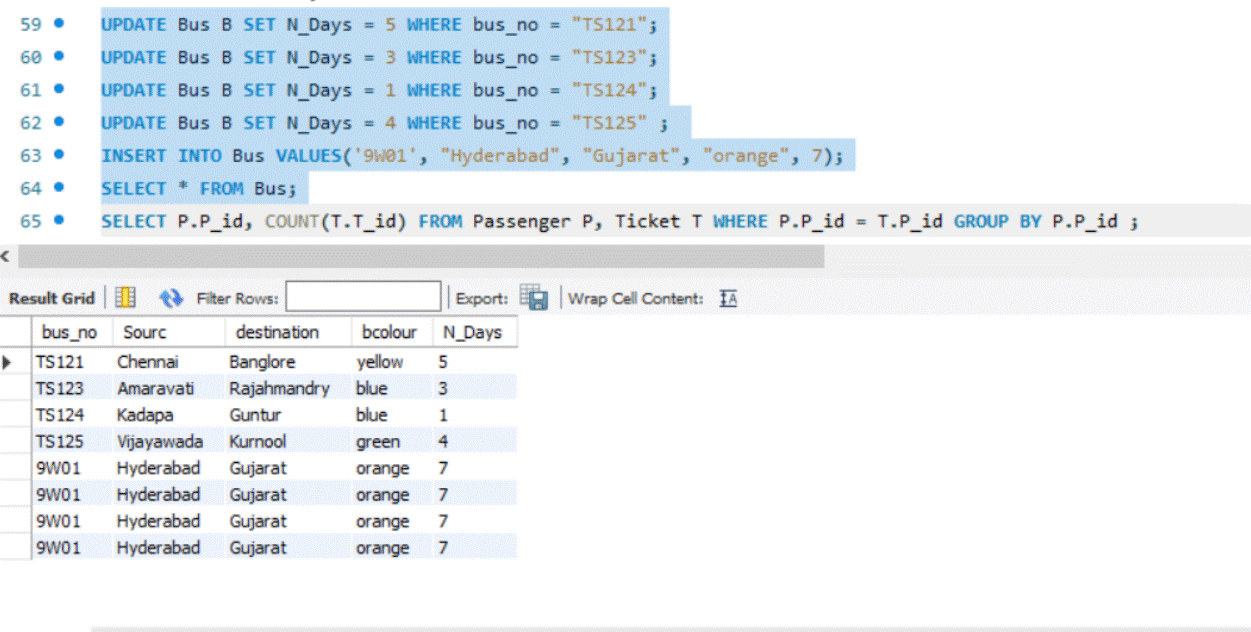 59 UPDATE Bus B SET N_Days = 5 WHERE bus_no = "TS121";
60 UPDATE Bus B SET N_Days = 3 WHERE bus_no = "TS123";
61 UPDATE Bus B SET N_Days = 1 WHERE bus_no = "TS124";
62 UPDATE Bus B SET N_Days = 4 WHERE bus_no = "TS125" ;
63 INSERT INTO Bus VALUES('9W01', "Hyderabad", "Gujarat", "orange", 7);
64 SELECT * FROM Bus;
65 SELECT P.P_id, COUNT(T.T_id) FROM Passenger P, Ticket T WHERE P.P_id = T.P_id GROUP BY P.P_id ;
Result Grid Filter Rows: Export: Wrap Cell Content: IA
bus_no Sourc destination bcolour N_Days
TS121 Chennai Banglore yellow 5
TS123 Amaravati Rajahmandry blue 3
TS124 Kadapa Guntur blue 1
TS125 Vijayawada Kurnool green 4
9W01 Hyderabad Gujarat orange 7
9W01 Hyderabad Gujarat orange 7
9W01 Hyderabad Gujarat orange 7
9W01 Hyderabad Gujarat orange 7